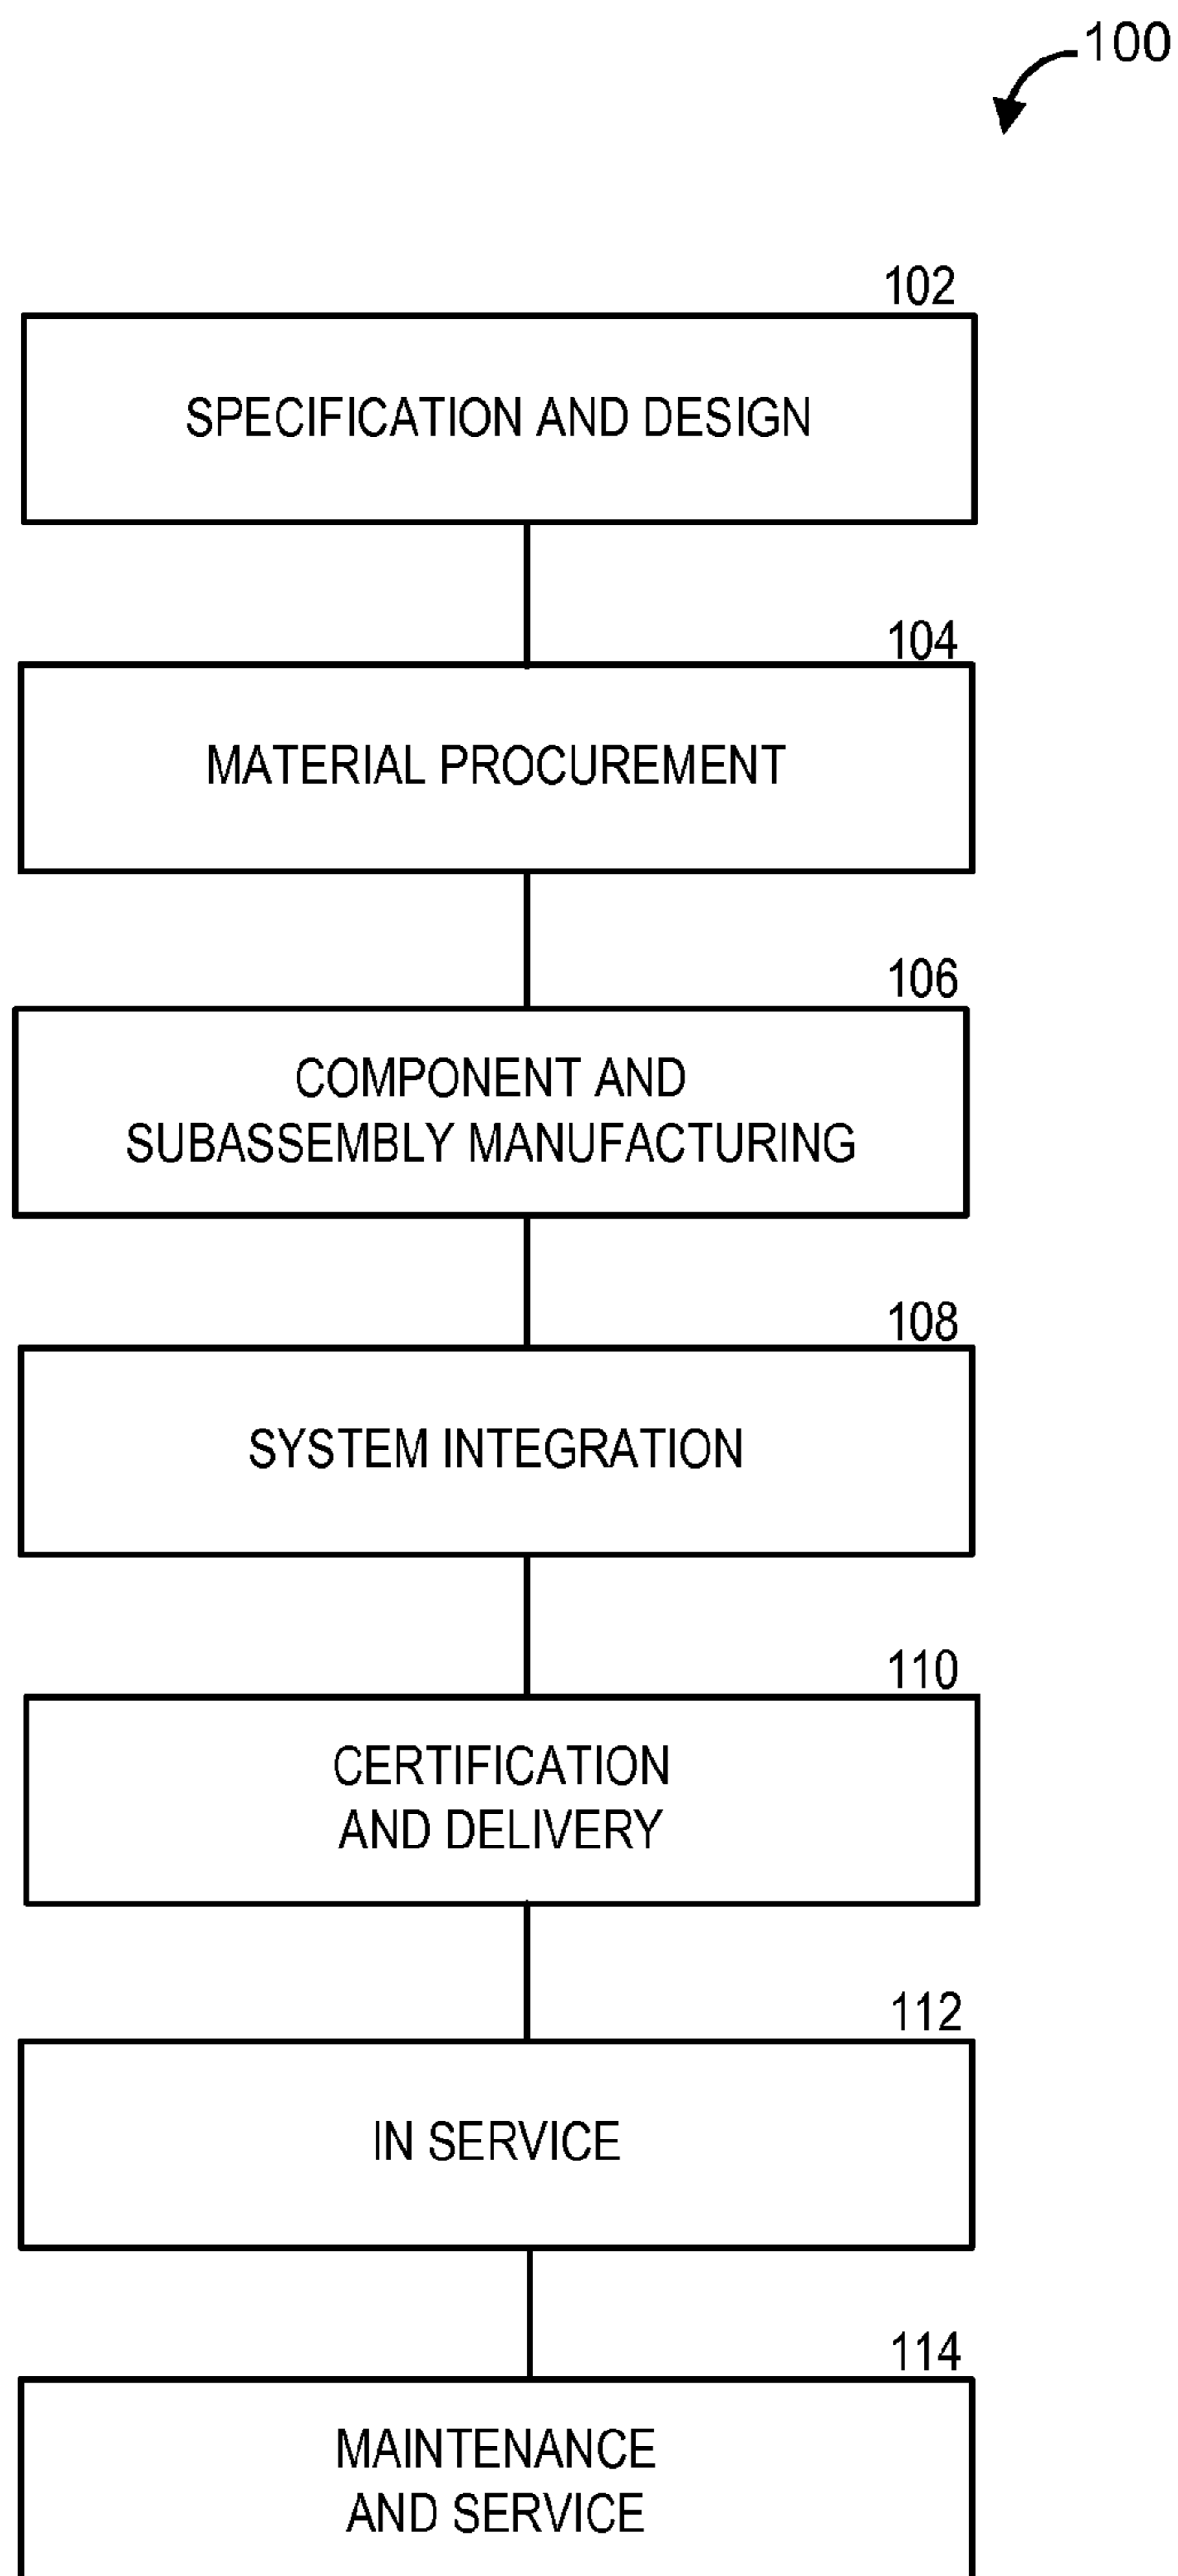 100
102
SPECIFICATION AND DESIGN
104
MATERIAL PROCUREMENT
106
COMPONENT AND
SUBASSEMBLY MANUFACTURING
108
SYSTEM INTEGRATION
110
CERTIFICATION
AND DELIVERY
112
IN SERVICE
114
MAINTENANCE
AND SERVICE